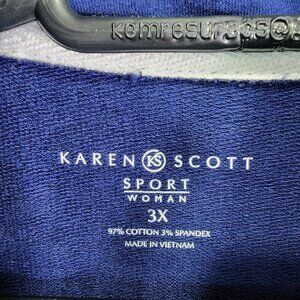 KAREN KS SCOTT
SPORT
WOMAN
3X
97% COTTON 3% SPANDEX
MADE IN VIETNAM